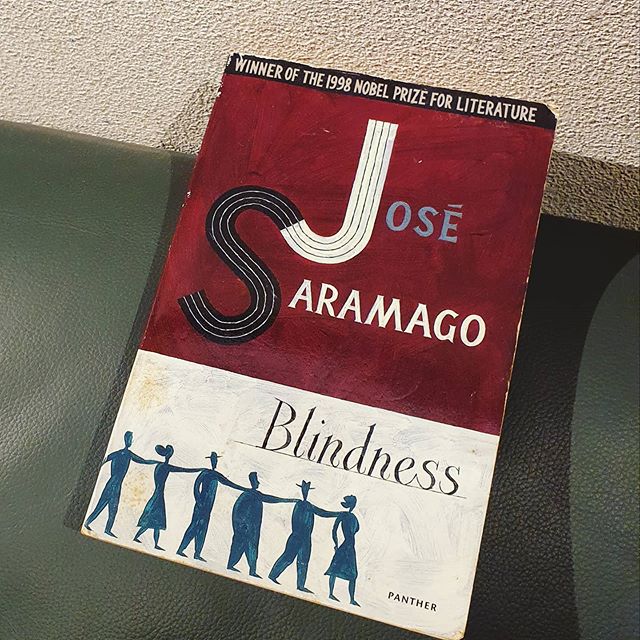 WINNER OF THE 1998 NOBEL PRIZE FOR LITERATURE
JOSÉ
SARAMAGO
Blindness
PANTHER